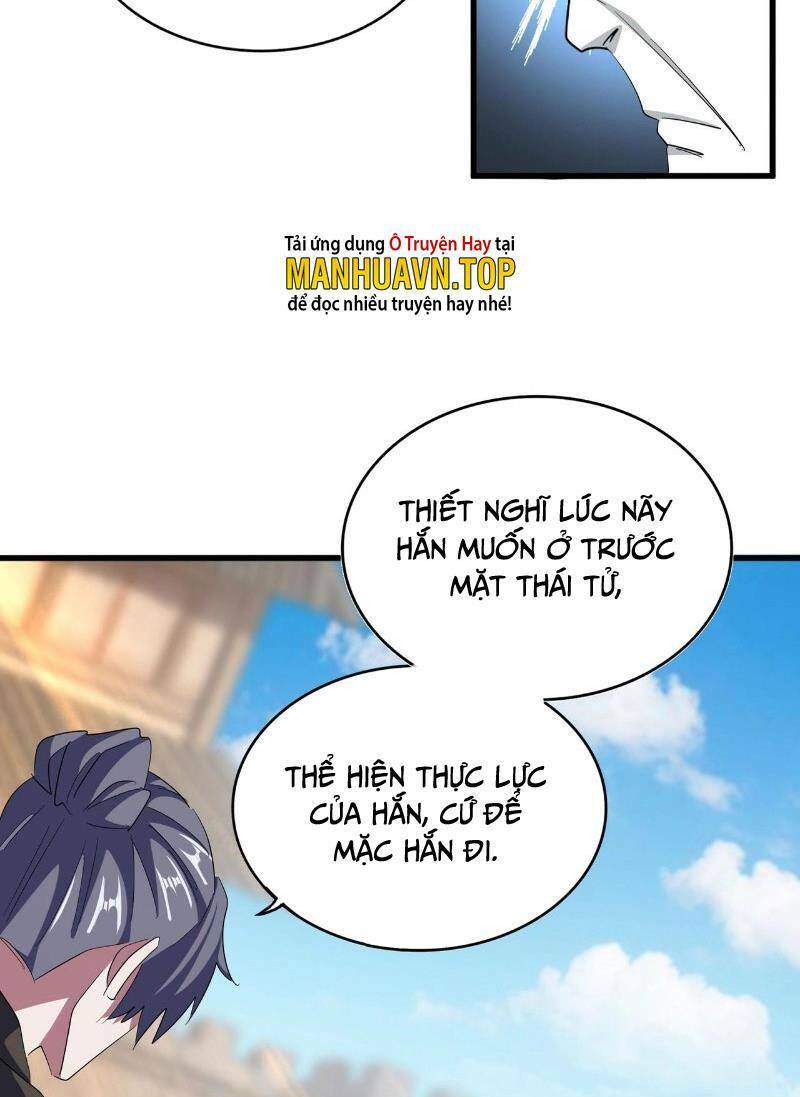 Tải ứng dụng Ô Truyện Hay tại
MANHUAVN.TOP
để đọc nhiều truyện hay nhé!
THIẾT NGHĨ LÚC NÃY
HẮN MUỐN Ở TRƯỚC
MẶT THÁI TỬ,
THỂ HIỆN THỰC LỰC
CỦA HẮN, CỨ ĐỂ
MẶC HẮN ĐI.